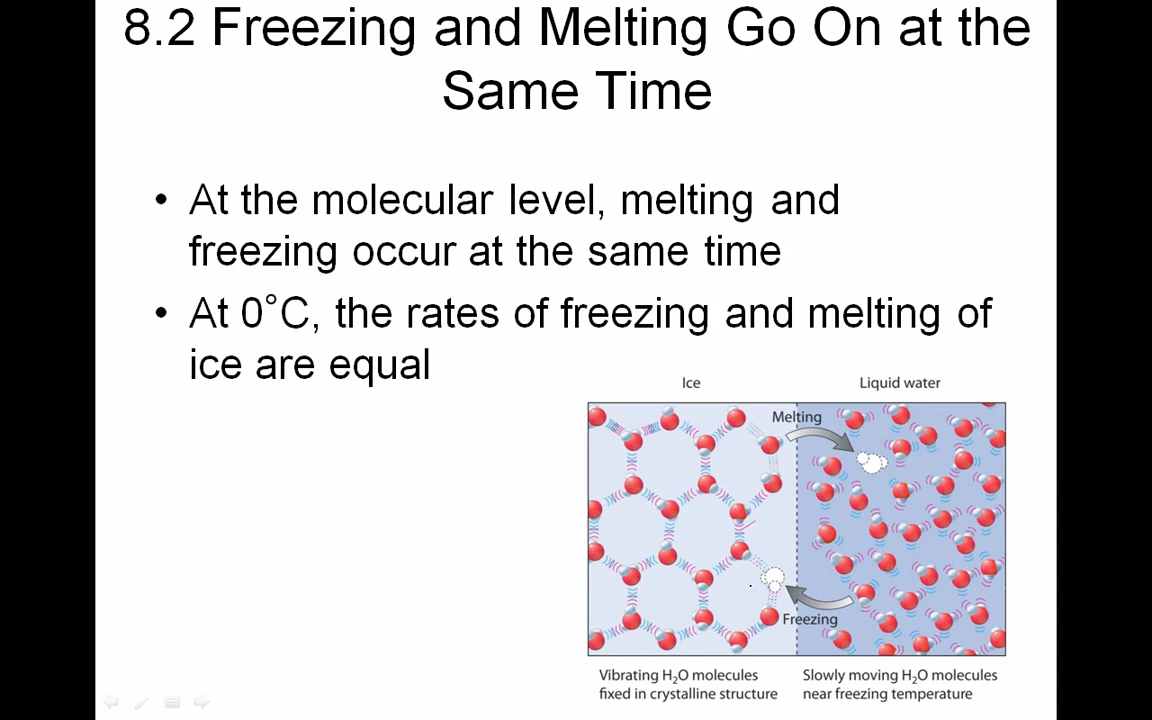 8.2 Freezing and Melting Go On at the
Same Time
• At the molecular level, melting and
freezing occur at the same time
• At 0°C, the rates of freezing and melting of
ice are equal
Ice
Liquid water
Melting
Freezing
Vibrating H₂O molecules
fixed in crystalline structure
Slowly moving H₂O molecules
near freezing temperature